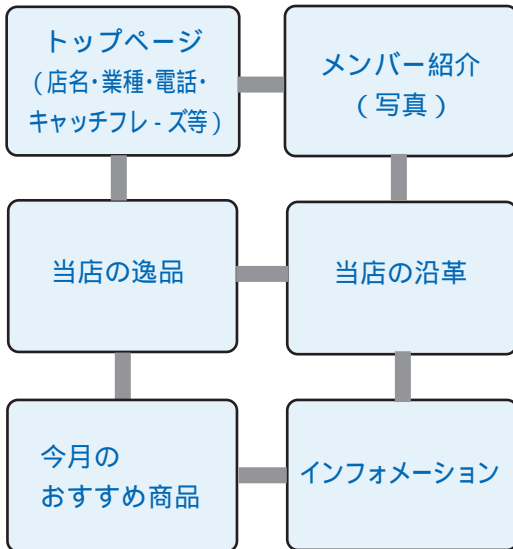 トップページ
(店名・業種・電話・
キャッチフレ-ズ等)
メンバー紹介
(写真)
当店の逸品
当店の沿革
今月の
おすすめ商品
インフォメーション